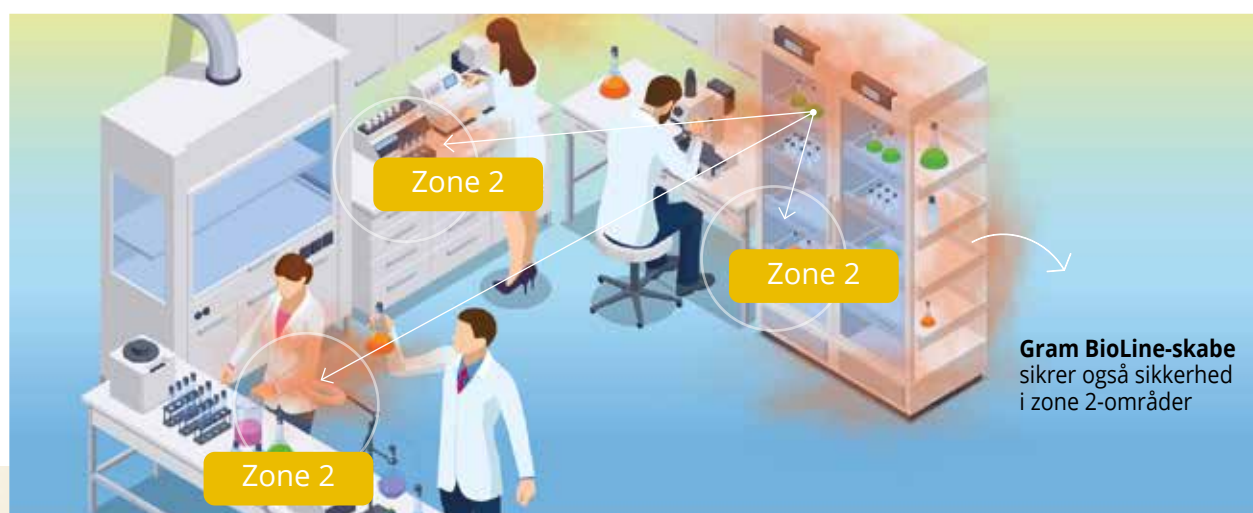 Zone 2
Zone 2
Zone 2
Gram BioLine-skabe
sikrer også sikkerhed
i zone 2-områder